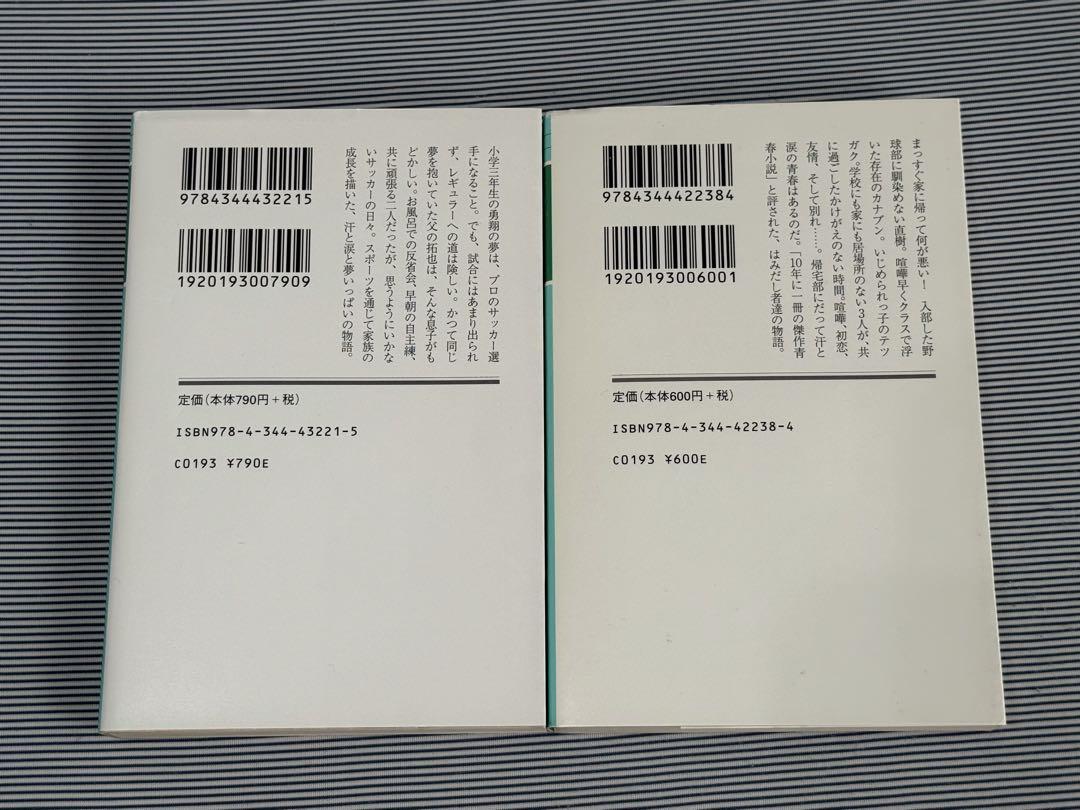 9784344432215
1920193007909
小学三年生の勇翔の夢は、プロのサッカー選
手になること。でも、試合にはあまり出られ
ず、レギュラーへの道は険しい。かつて同じ
夢を抱いていた父の拓也は、そんな息子がも
どかしい。お風呂での反省会、早朝の自主練、
共に頑張る二人だったが、思うようにいかな
いサッカーの日々。スポーツを通じて家族の
成長を描いた、汗と涙と夢いっぱいの物語。
定価(本体790円+税)
ISBN978-4-344-43221-5
C0193 ¥790E
9784344422384
1920193006001
まっすぐ家に帰って何が悪い! 入部した野
球部に馴染めない直樹。喧嘩早くクラスで浮
いた存在のカナブン。いじめられっ子のテツ
ガク。学校にも家にも居場所のない3人が、共
に過ごしたかけがえのない時間。喧嘩、初恋、
友情、そして別れ……。帰宅部にだって汗と
涙の青春はあるのだ。「10年に一冊の傑作青
春小説」と評された、はみだし者達の物語。
定価(本体600円+税)
ISBN978-4-344-42238-4
C0193 ¥600E